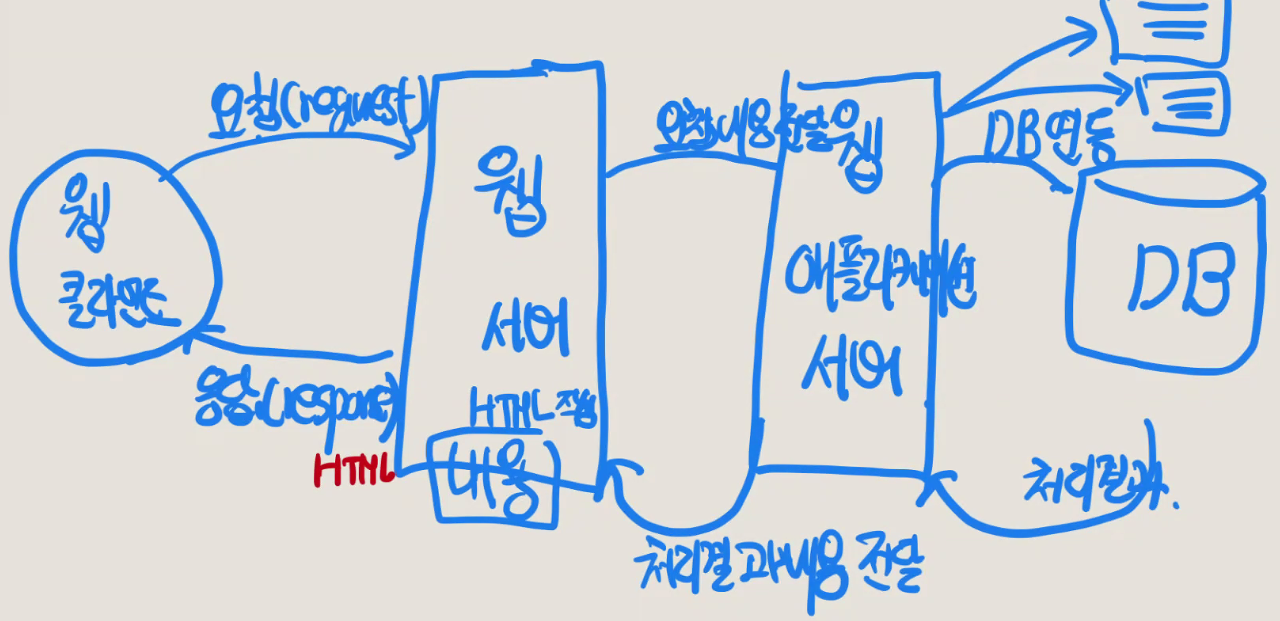 요청(request)
웹
클라이언트
응답(response)
HTML
웹
서버
HTML 작성
내용
요청내용전달
웹
애플리케이션
서버
처리결과내용 전달
DB연동
DB
처리결과.